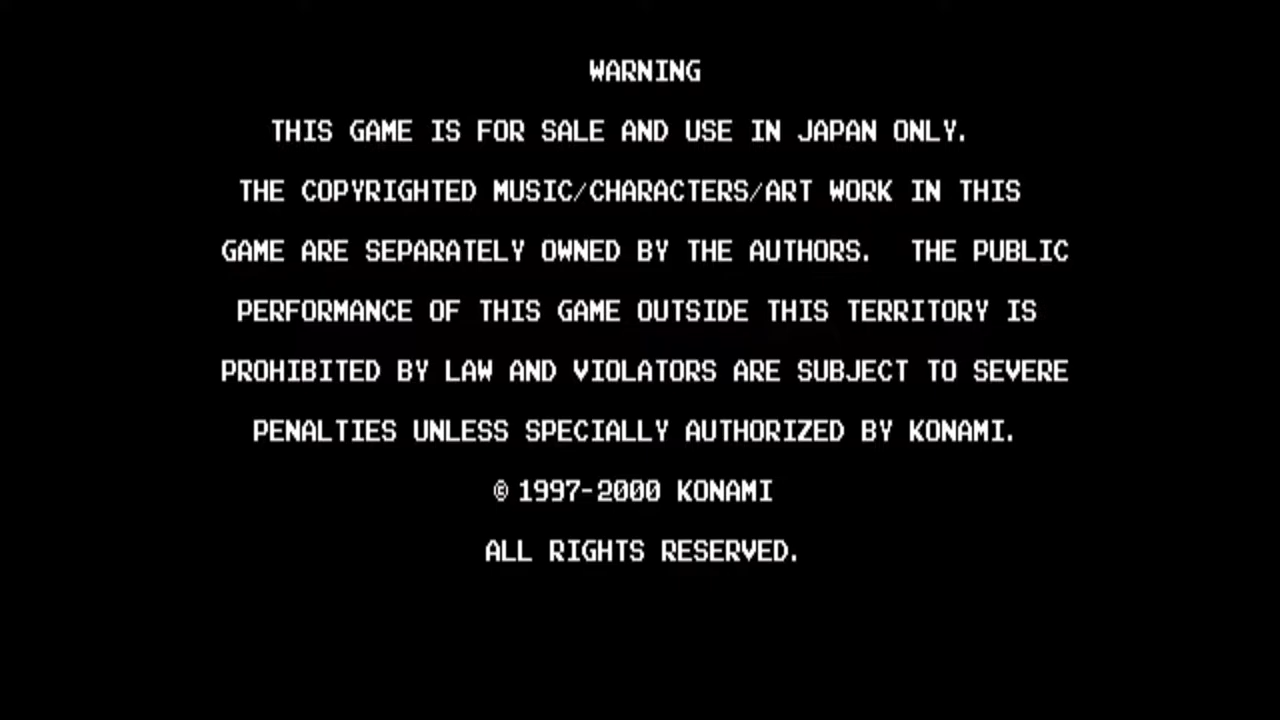 WARNING
THIS GAME IS FOR SALE AND USE IN JAPAN ONLY.
THE COPYRIGHTED MUSIC/CHARACTERS/ART WORK IN THIS
GAME ARE SEPARATELY OWNED BY THE AUTHORS.  THE PUBLIC
PERFORMANCE OF THIS GAME OUTSIDE THIS TERRITORY IS
PROHIBITED BY LAW AND VIOLATORS ARE SUBJECT TO SEVERE
PENALTIES UNLESS SPECIALLY AUTHORIZED BY KONAMI.
© 1997-2000 KONAMI
ALL RIGHTS RESERVED.